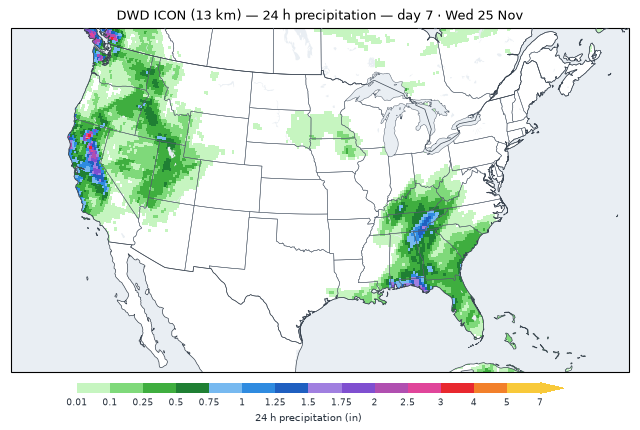 DWD ICON (13 km) — 24 h precipitation — day 7 · Wed 25 Nov
0.01 0.1 0.25 0.5 0.75 1 1.25 1.5 1.75 2 2.5 3 4 5 7
24 h precipitation (in)